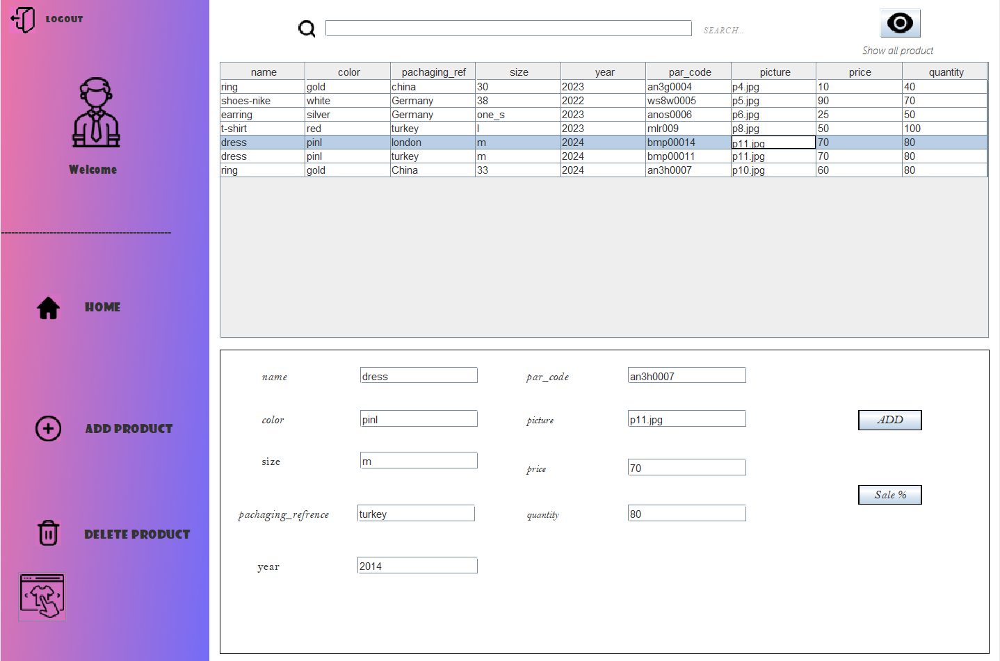 LOGOUT
Welcome
------------------------------------------------
HOME
ADD PRODUCT
DELETE PRODUCT
SEARCH...
Show all product
name color pachaging_ref size year par_code picture price quantity
ring gold china 30 2023 an3g0004 p4.jpg 10 40
shoes-nike white Germany 38 2022 ws8w0005 p5.jpg 90 70
earring silver Germany one_s 2023 anos0006 p6.jpg 25 50
t-shirt red turkey l 2023 mlr009 p8.jpg 50 100
dress pinl london m 2024 bmp00014 p11.jpg 70 80
dress pinl turkey m 2024 bmp00011 p11.jpg 70 80
ring gold China 33 2024 an3h0007 p10.jpg 60 80
name dress par_code an3h0007
color pinl picture p11.jpg ADD
size m price 70
Sale %
pachaging_refrence turkey quantity 80
year 2014